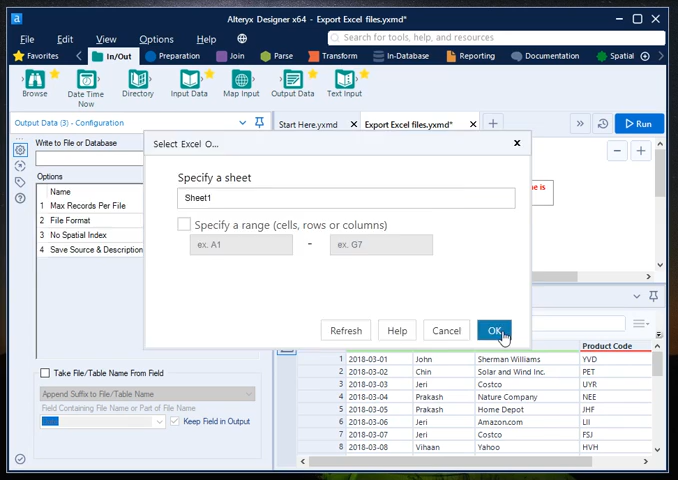 Alteryx Designer x64 - Export Excel files.yxmd*
File Edit View Options Help
Search for tools, help, resources, and more
Favorites In/Out Preparation Join Parse Transform In-Database Reporting Documentation Spatial
Browse Date Time Now Directory Input Data Map Input Output Data Text Input
Output Data (3) - Configuration
Start Here.yxmd Export Excel files.yxmd* Run
Write to File or Database
Options
Name
1 Max Records Per File
2 File Format
3 No Spatial Index
4 Save Source & Description
Select Excel O...
Specify a sheet
Sheet1
Specify a range (cells, rows or columns)
ex. A1 - ex. G7
Refresh Help Cancel OK
me is
Take File/Table Name From Field
Append Suffix to File/Table Name
Field Containing File Name or Part of File Name
Keep Field in Output
Product Code
1 2018-03-01 John Sherman Williams YVD
2 2018-03-02 Chin Solar and Wind Inc. PET
3 2018-03-03 Jeri Costco UYR
4 2018-03-04 Prakash Nature Company NEE
5 2018-03-05 Prakash Home Depot JHF
6 2018-03-06 Jeri Amazon.com LII
7 2018-03-07 Jeri Costco FSJ
8 2018-03-08 Vihaan Yahoo HVH